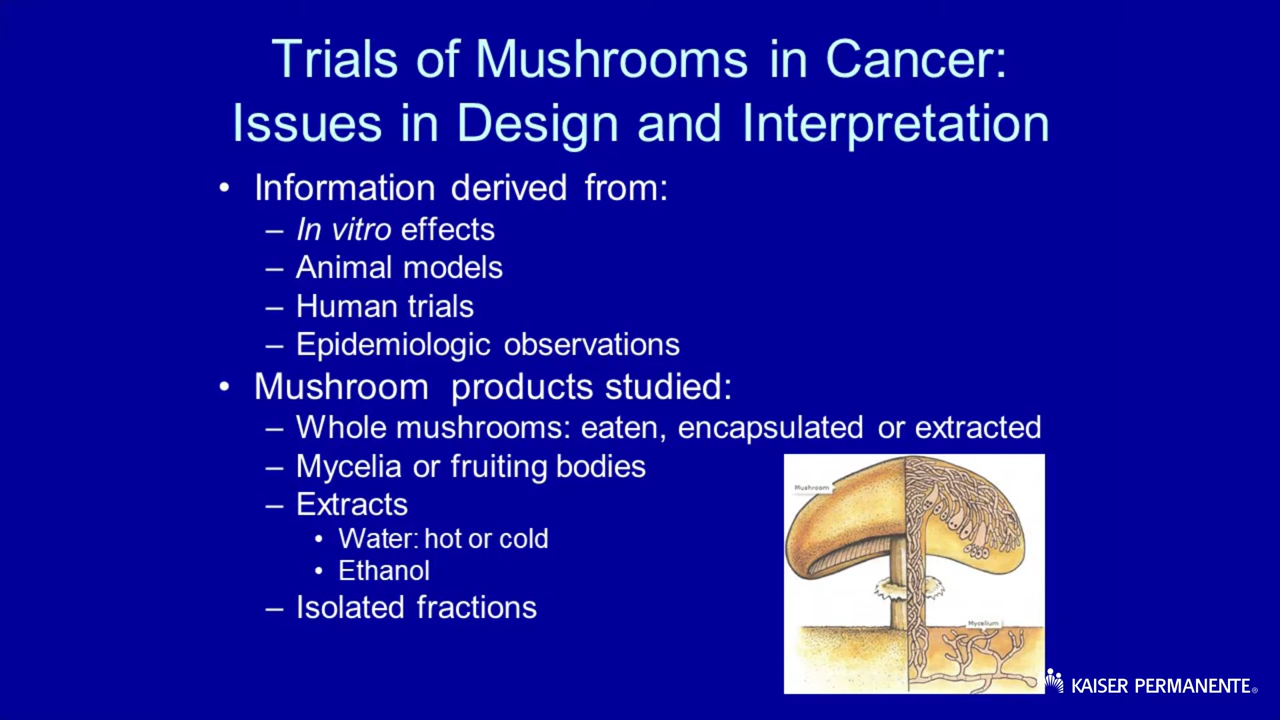 Trials of Mushrooms in Cancer:
Issues in Design and Interpretation
• Information derived from:
– In vitro effects
– Animal models
– Human trials
– Epidemiologic observations
• Mushroom products studied:
– Whole mushrooms: eaten, encapsulated or extracted
– Mycelia or fruiting bodies
– Extracts
• Water: hot or cold
• Ethanol
– Isolated fractions
Mushroom
Mycelium
KAISER PERMANENTE®